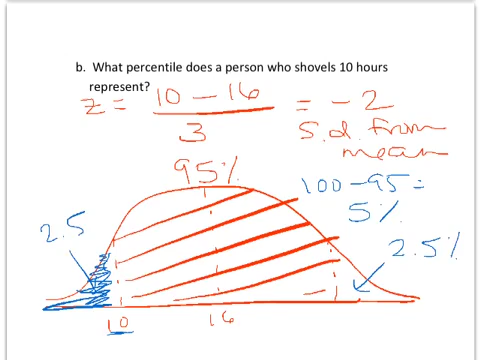 b. What percentile does a person who shovels 10 hours
represent?
z = 10 - 16 / 3 = -2
s.d. from
mean
95%
100 - 95 =
5%
2.5
2.5%
10
16